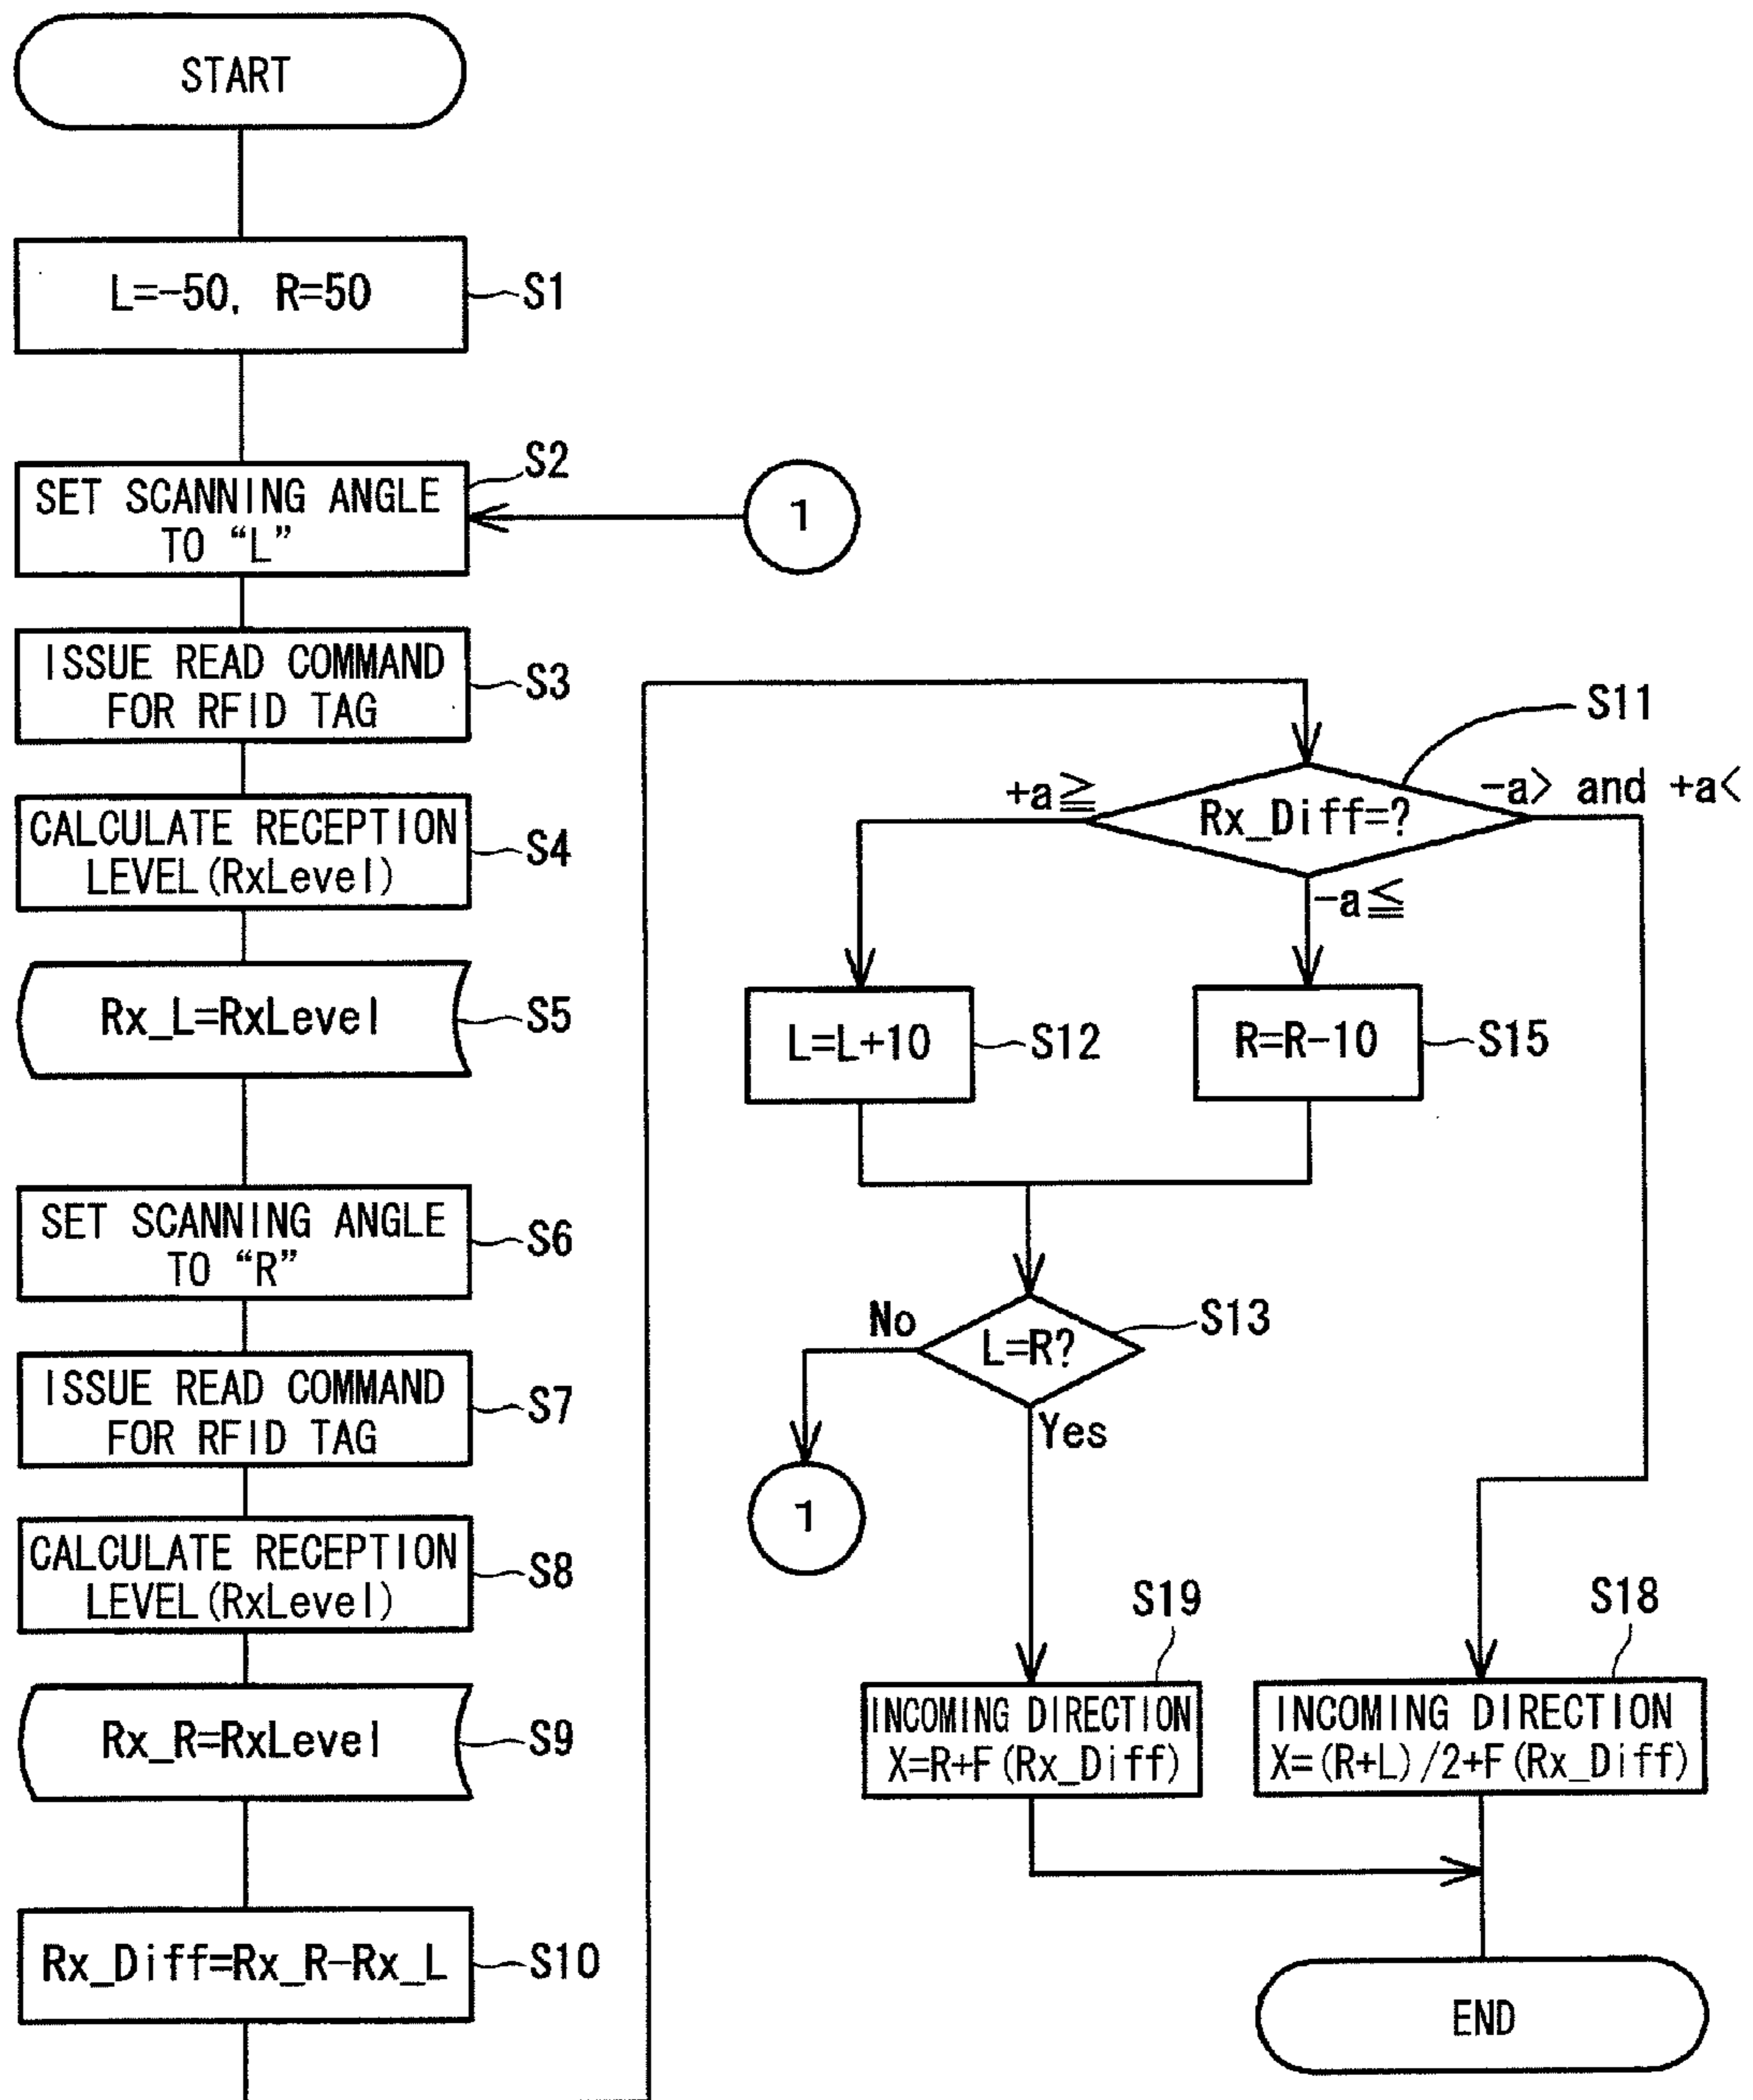 START
L=-50, R=50
S1
S2
SET SCANNING ANGLE
TO “L”
1
ISSUE READ COMMAND
FOR RFID TAG
S3
CALCULATE RECEPTION
LEVEL(RxLevel)
S4
Rx_L=RxLevel
S5
SET SCANNING ANGLE
TO “R”
S6
ISSUE READ COMMAND
FOR RFID TAG
S7
CALCULATE RECEPTION
LEVEL(RxLevel)
S8
Rx_R=RxLevel
S9
Rx_Diff=Rx_R-Rx_L
S10
S11
+a≧
Rx_Diff=?
-a> and +a<
-a≦
L=L+10
S12
R=R-10
S15
No
L=R?
S13
Yes
1
S19
INCOMING DIRECTION
X=R+F(Rx_Diff)
S18
INCOMING DIRECTION
X=(R+L)/2+F(Rx_Diff)
END